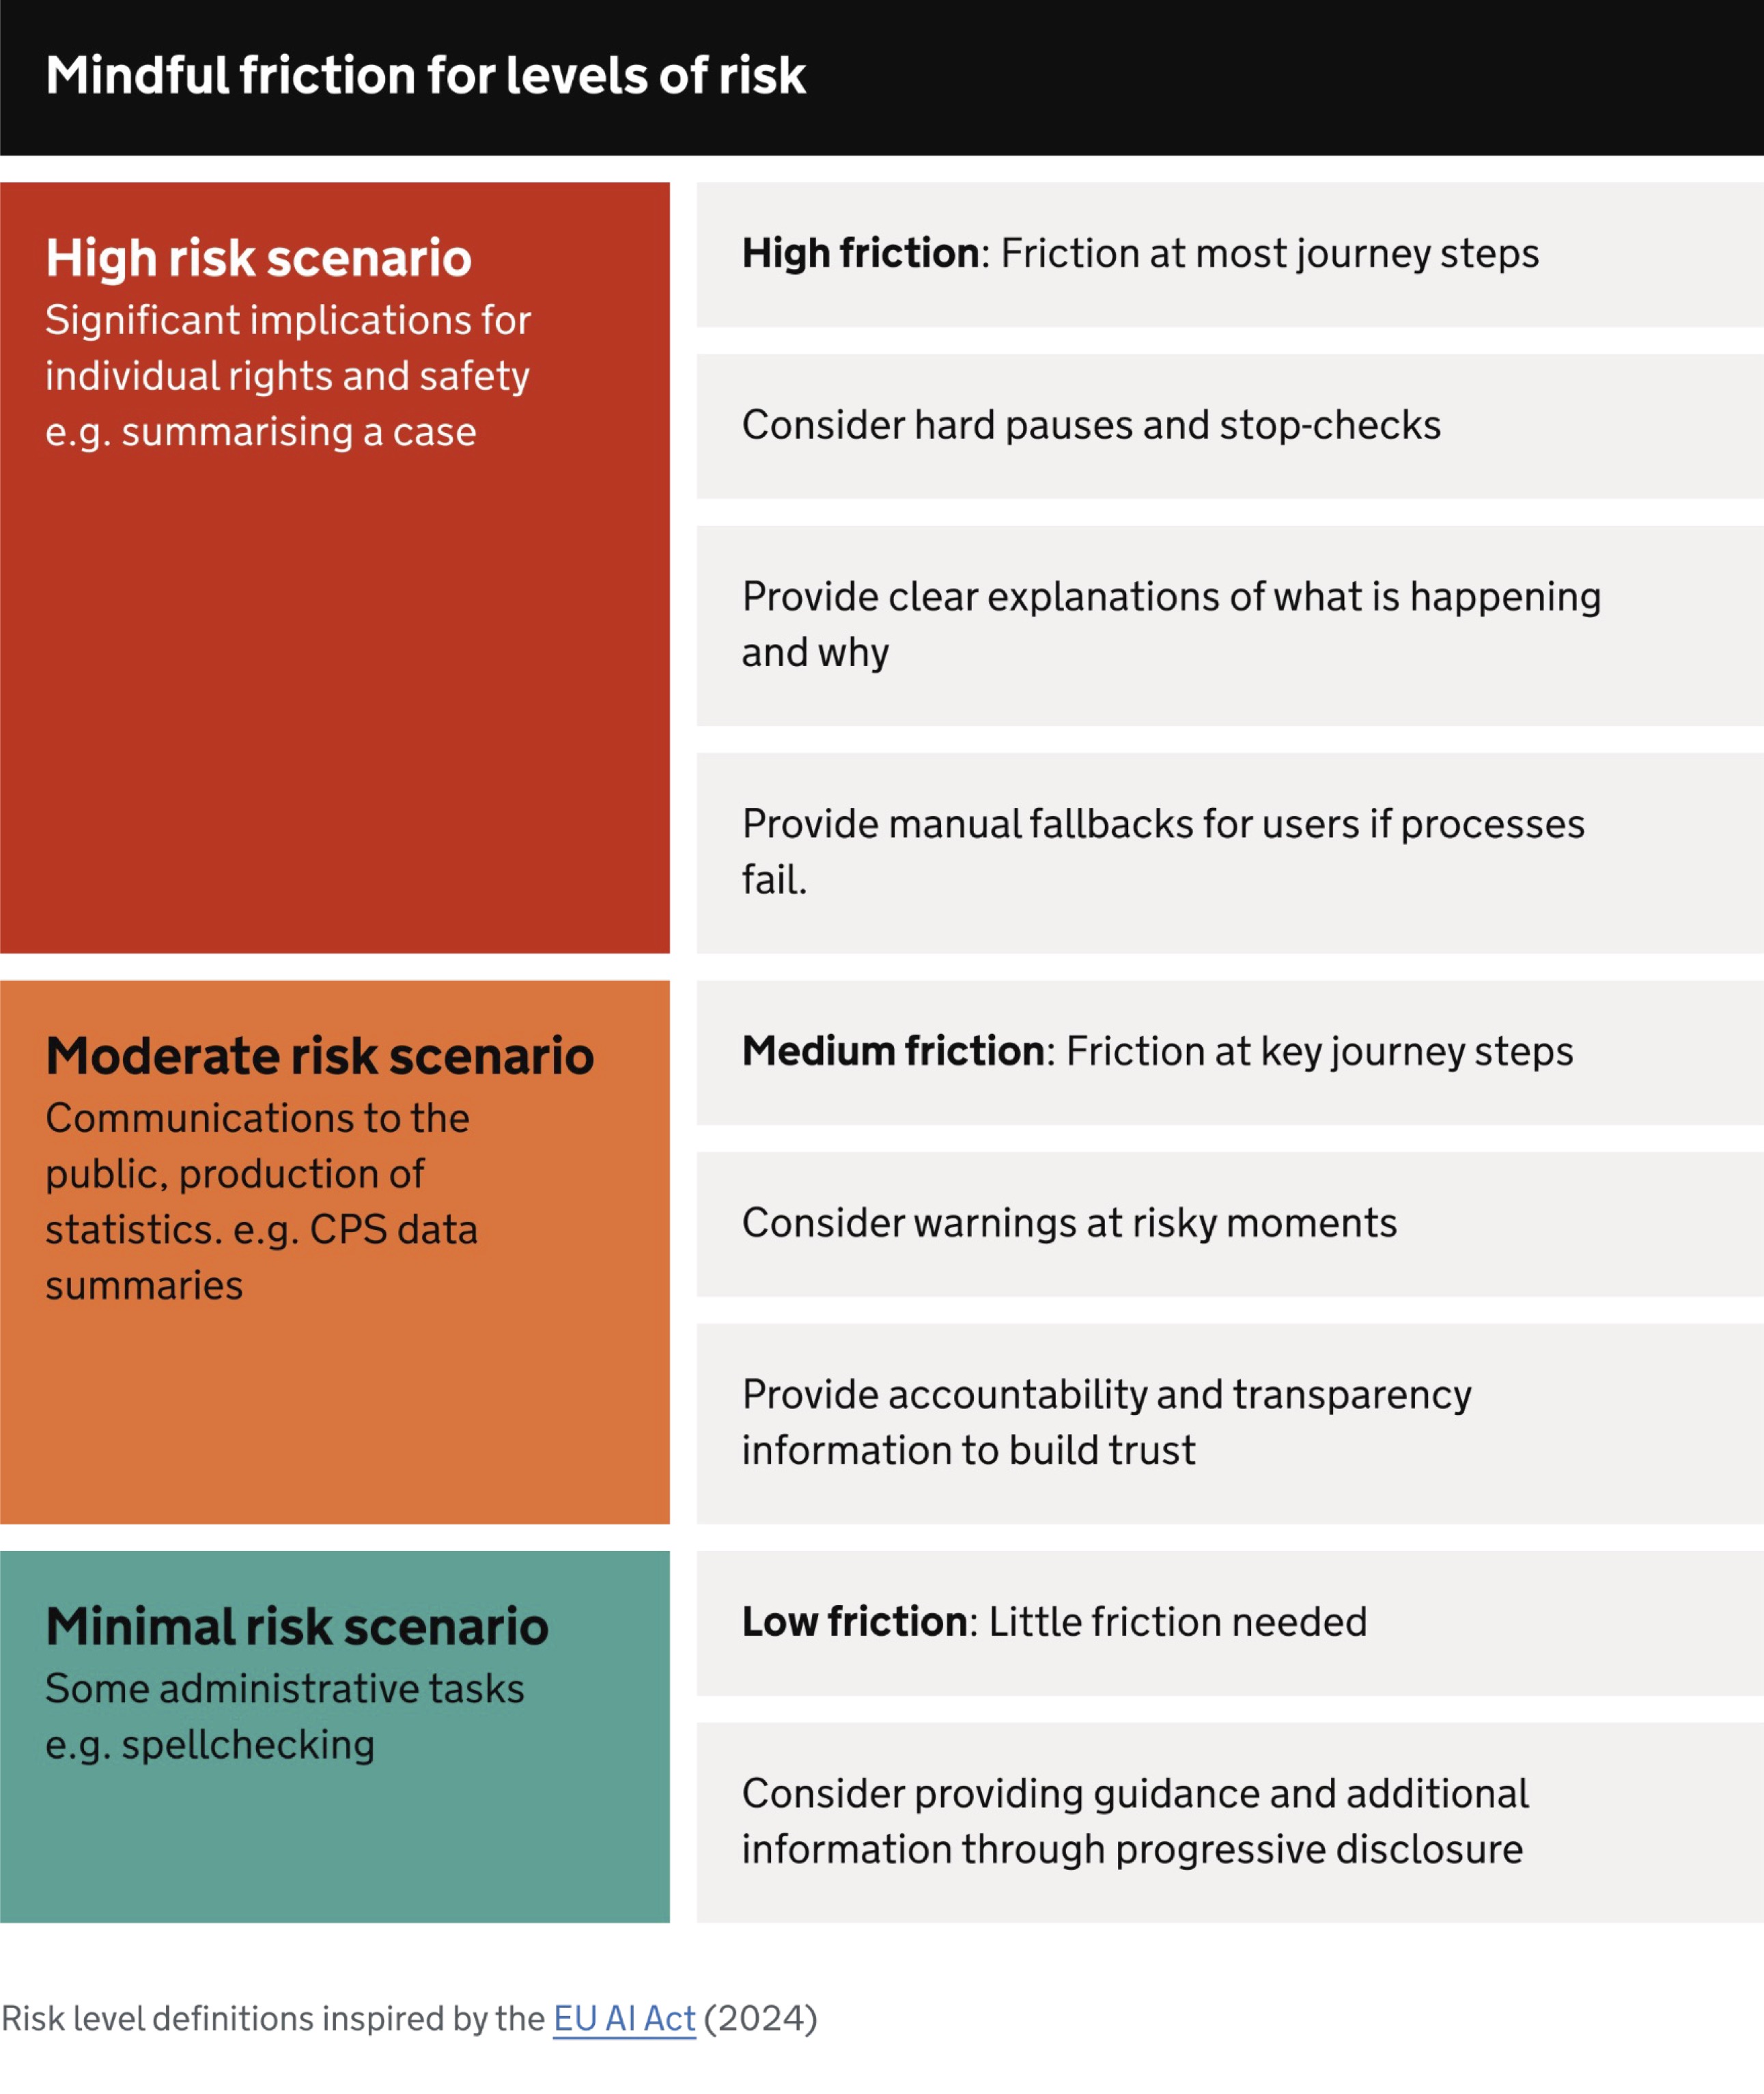 Mindful friction for levels of risk
High risk scenario
Significant implications for
individual rights and safety
e.g. summarising a case
High friction: Friction at most journey steps
Consider hard pauses and stop-checks
Provide clear explanations of what is happening
and why
Provide manual fallbacks for users if processes
fail.
Moderate risk scenario
Communications to the
public, production of
statistics. e.g. CPS data
summaries
Medium friction: Friction at key journey steps
Consider warnings at risky moments
Provide accountability and transparency
information to build trust
Minimal risk scenario
Some administrative tasks
e.g. spellchecking
Low friction: Little friction needed
Consider providing guidance and additional
information through progressive disclosure
Risk level definitions inspired by the EU AI Act (2024)